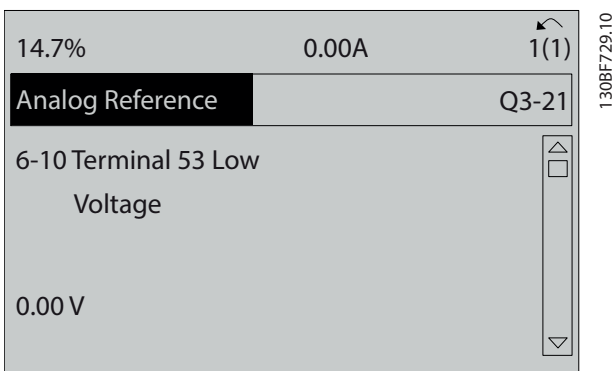 14.7% 0.00A 1(1)
Analog Reference Q3-21
6-10 Terminal 53 Low
Voltage
0.00 V
130BF729.10